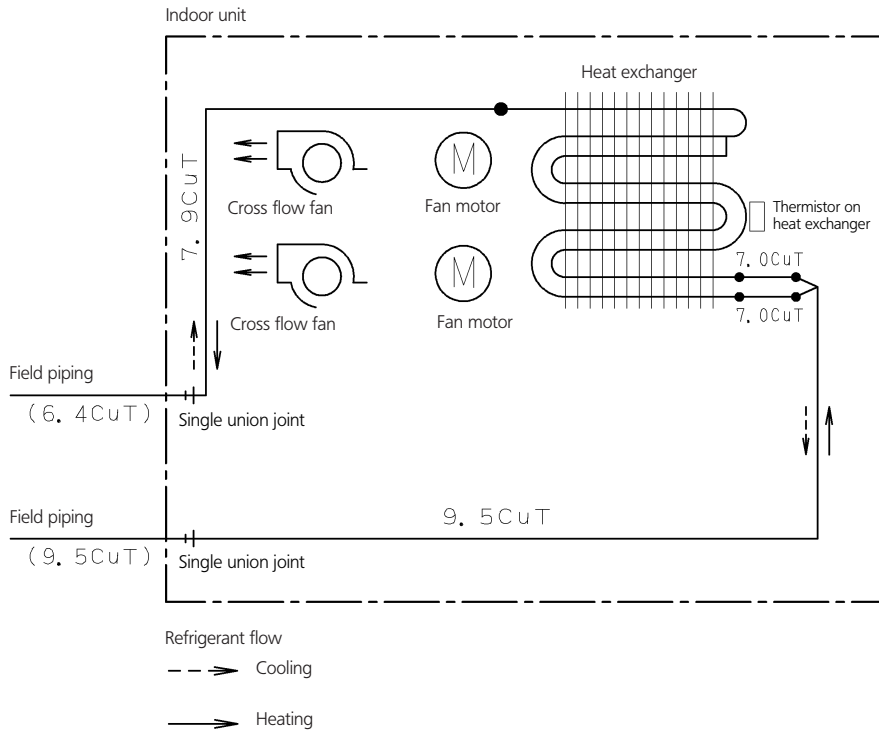 Indoor unit
Heat exchanger
7. 9CuT
M
M
Cross flow fan
Fan motor
Thermistor on
heat exchanger
7. 0CuT
7. 0CuT
Cross flow fan
Fan motor
Field piping
(6. 4CuT)
Single union joint
9. 5CuT
Field piping
(9. 5CuT)
Single union joint
Refrigerant flow
Cooling
Heating